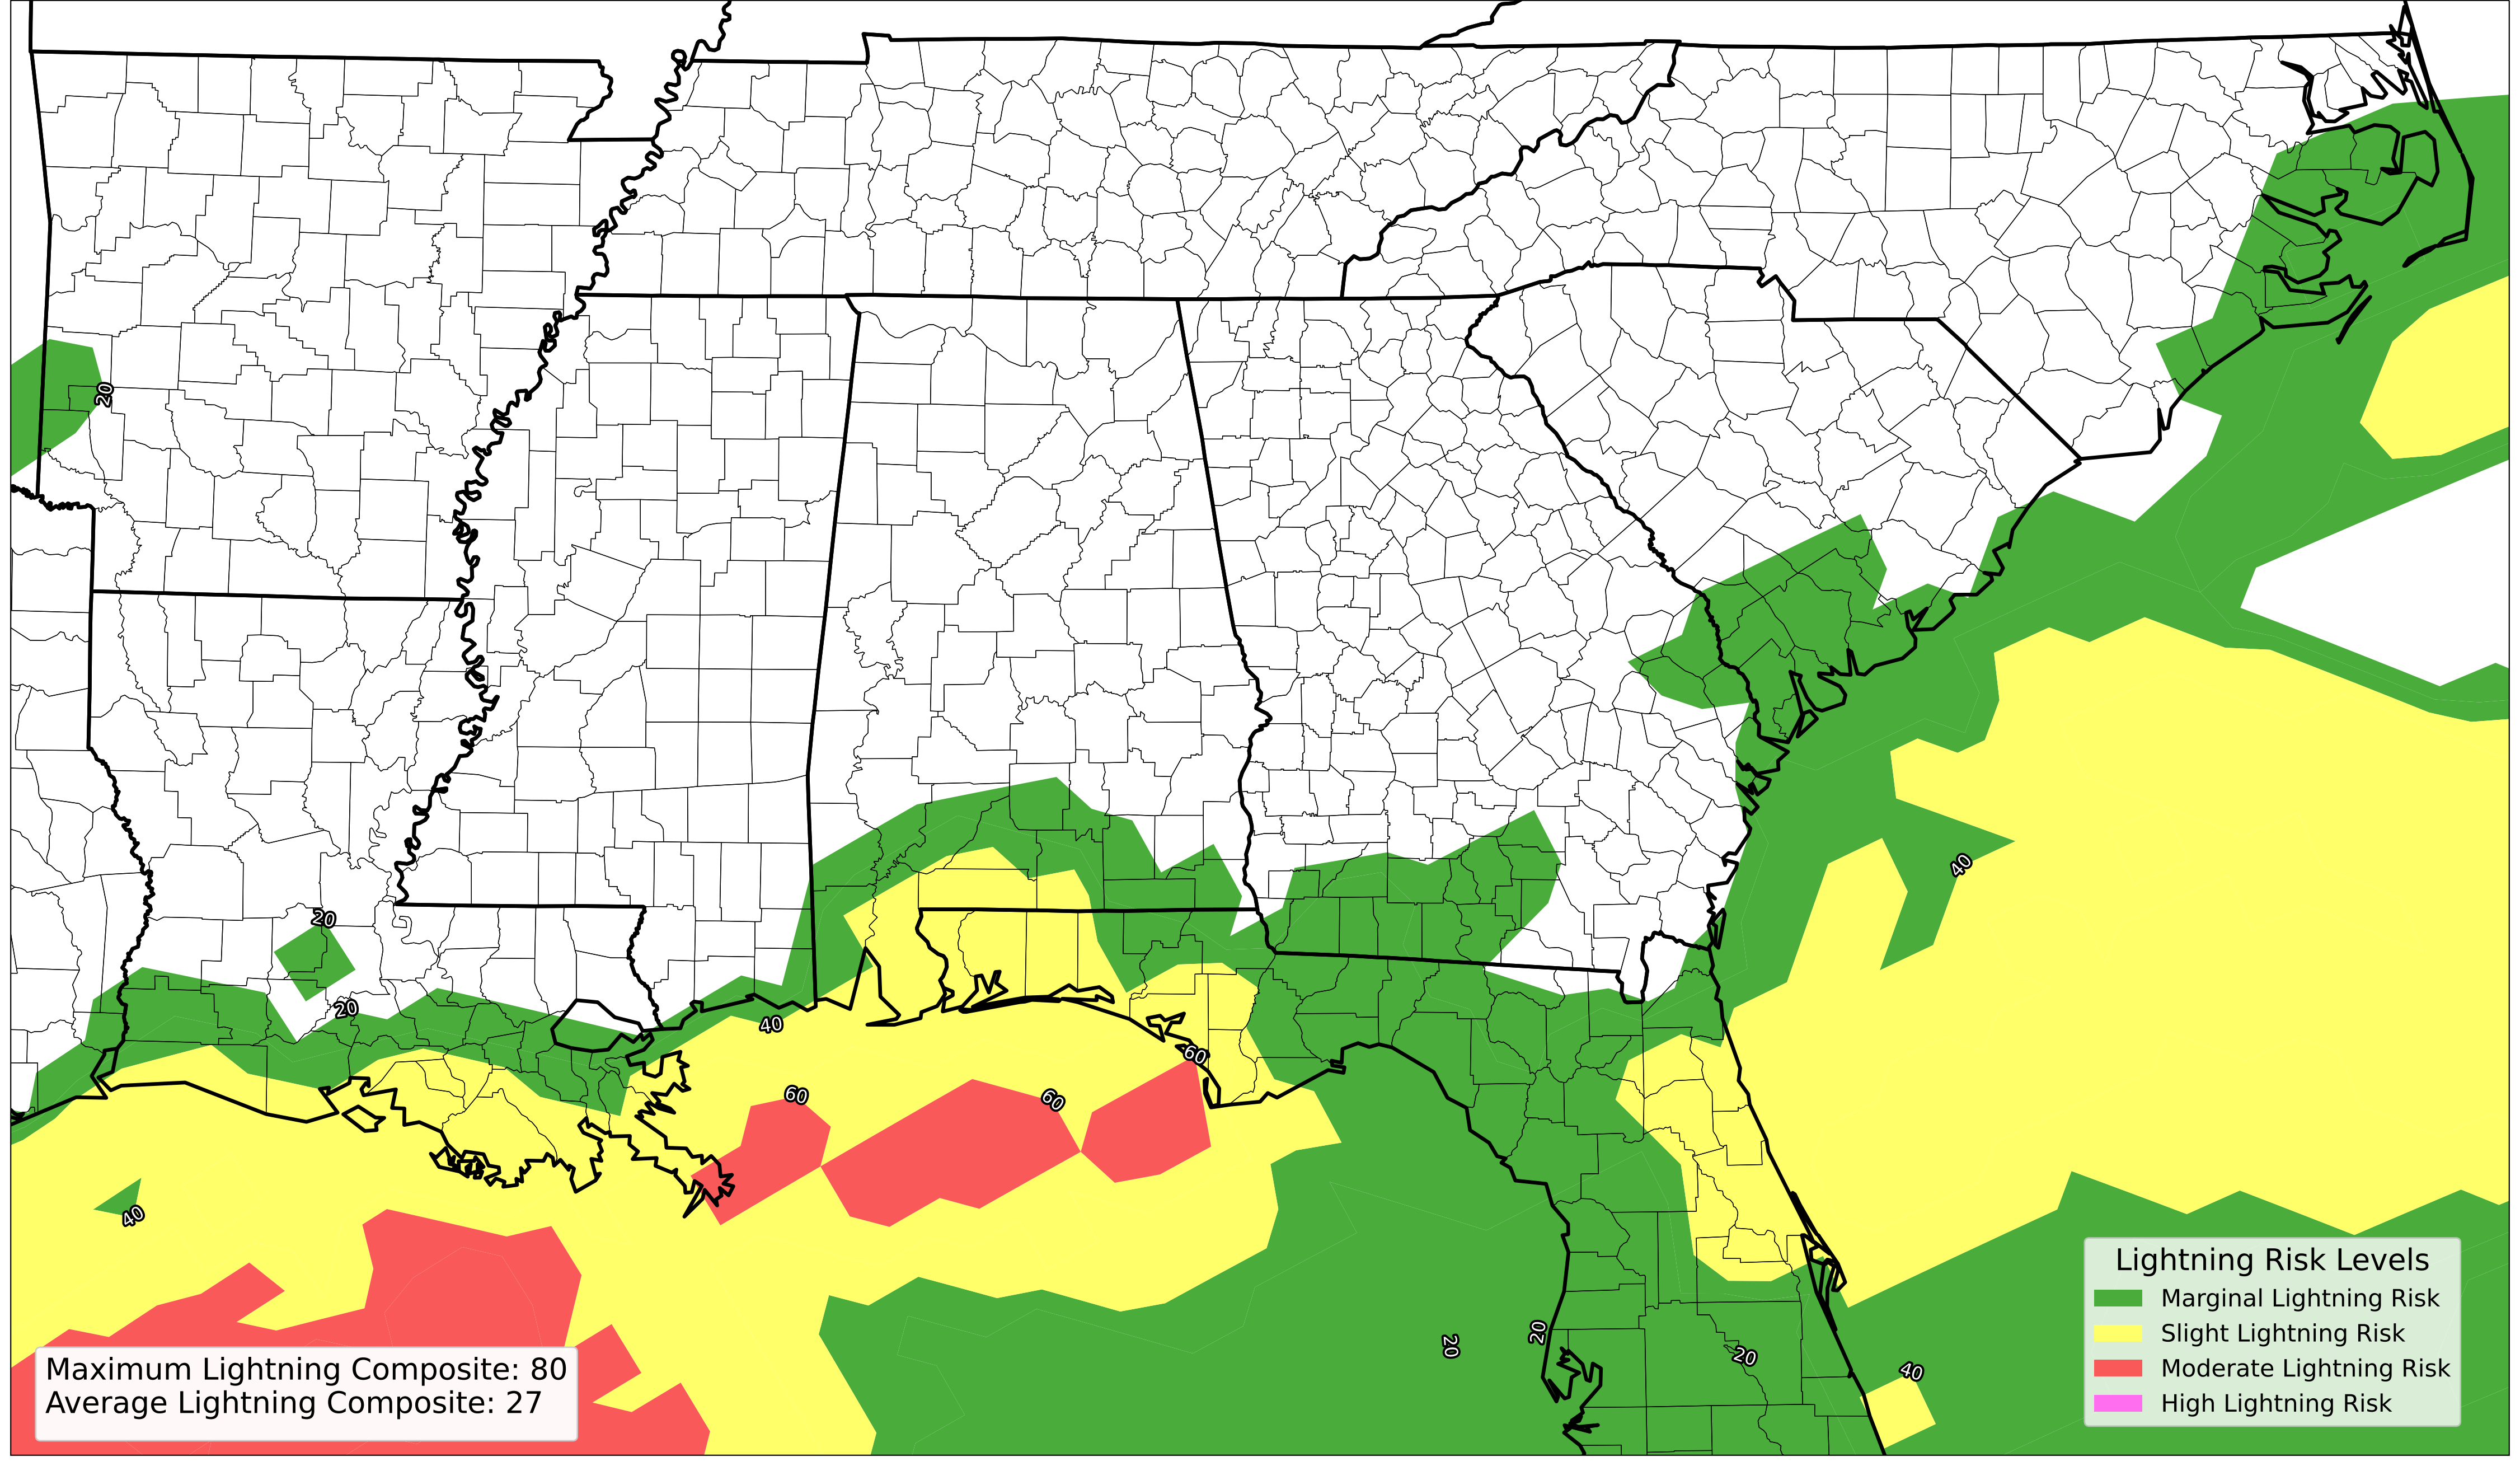 20
20
20
40
60
60
60
40
40
20
20
20
40
Maximum Lightning Composite: 80
Average Lightning Composite: 27
Lightning Risk Levels
Marginal Lightning Risk
Slight Lightning Risk
Moderate Lightning Risk
High Lightning Risk